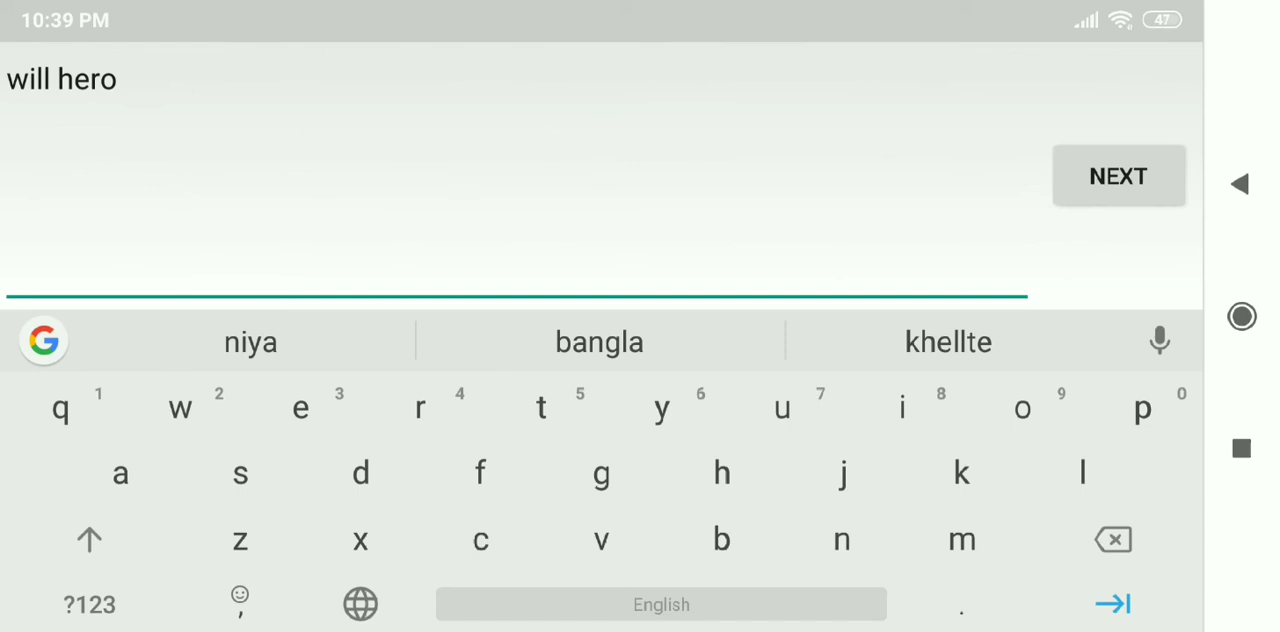 10:39 PM 47
will hero
NEXT
niya bangla khellte
q 1 w 2 e 3 r 4 t 5 y 6 u 7 i 8 o 9 p 0
a s d f g h j k l
z x c v b n m
?123 , English .